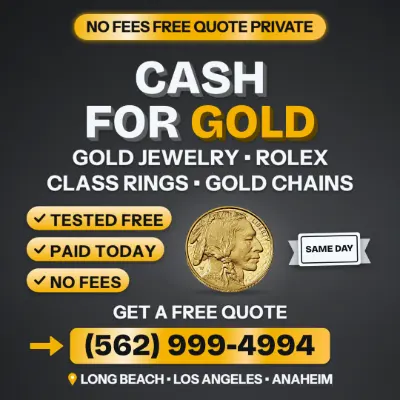 NO FEES FREE QUOTE PRIVATE
CASH
FOR GOLD
GOLD JEWELRY ▪ ROLEX
CLASS RINGS ▪ GOLD CHAINS
✓ TESTED FREE
✓ PAID TODAY
✓ NO FEES
SAME DAY
GET A FREE QUOTE
(562) 999-4994
LONG BEACH ▪ LOS ANGELES ▪ ANAHEIM